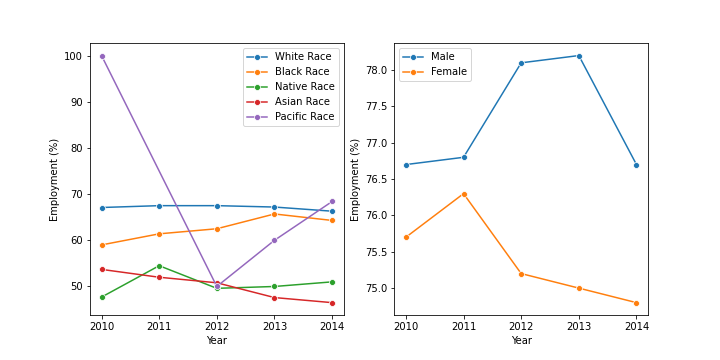 100
90
80
70
60
50
Employment (%)
2010 2011 2012 2013 2014
Year
White Race
Black Race
Native Race
Asian Race
Pacific Race
78.0
77.5
77.0
76.5
76.0
75.5
75.0
Employment (%)
2010 2011 2012 2013 2014
Year
Male
Female